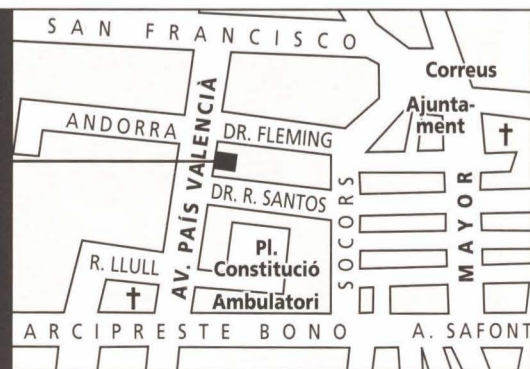 SAN FRANCISCO
Correus
Ajunta-
ment
ANDORRA
DR. FLEMING
AV. PAÍS VALENCIÀ
DR. R. SANTOS
SOCORS
MAYOR
Pl.
Constitució
R. LLULL
Ambulatori
ARCIPRESTE BONO
A. SAFONT